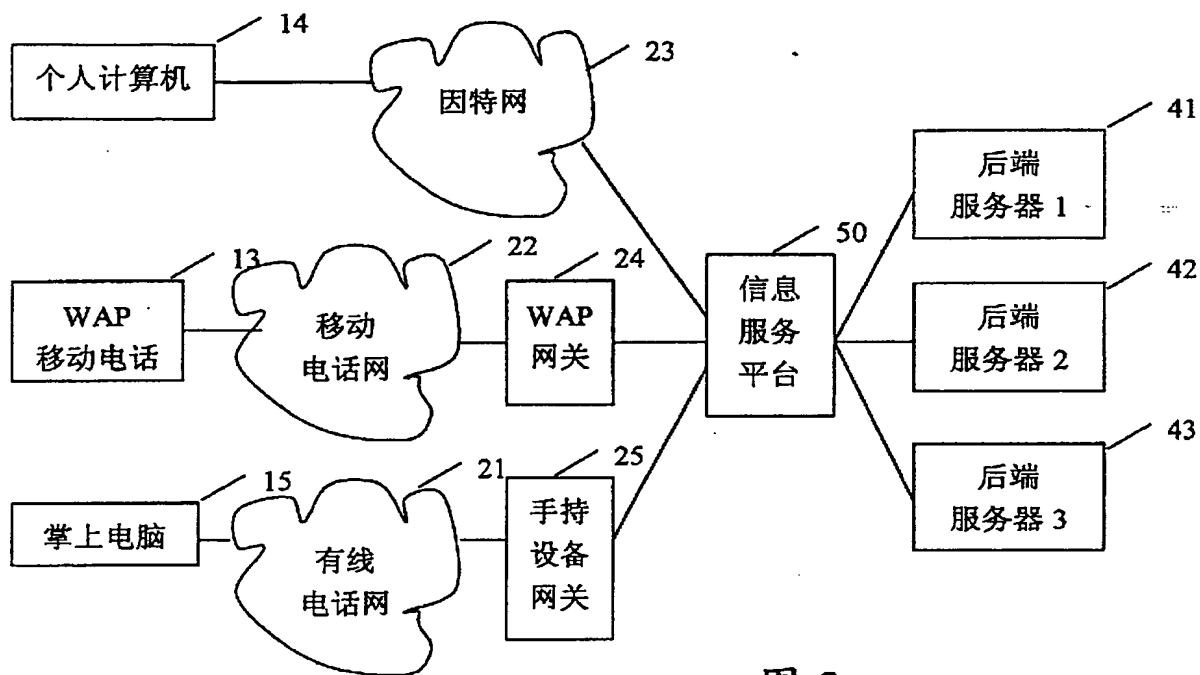 14
个人计算机
23
因特网
41
后端
服务器 1
13
WAP
移动电话
22
移动
电话网
24
WAP
网关
50
信息
服务
平台
42
后端
服务器 2
15
掌上电脑
21
有线
电话网
25
手持
设备
网关
43
后端
服务器 3